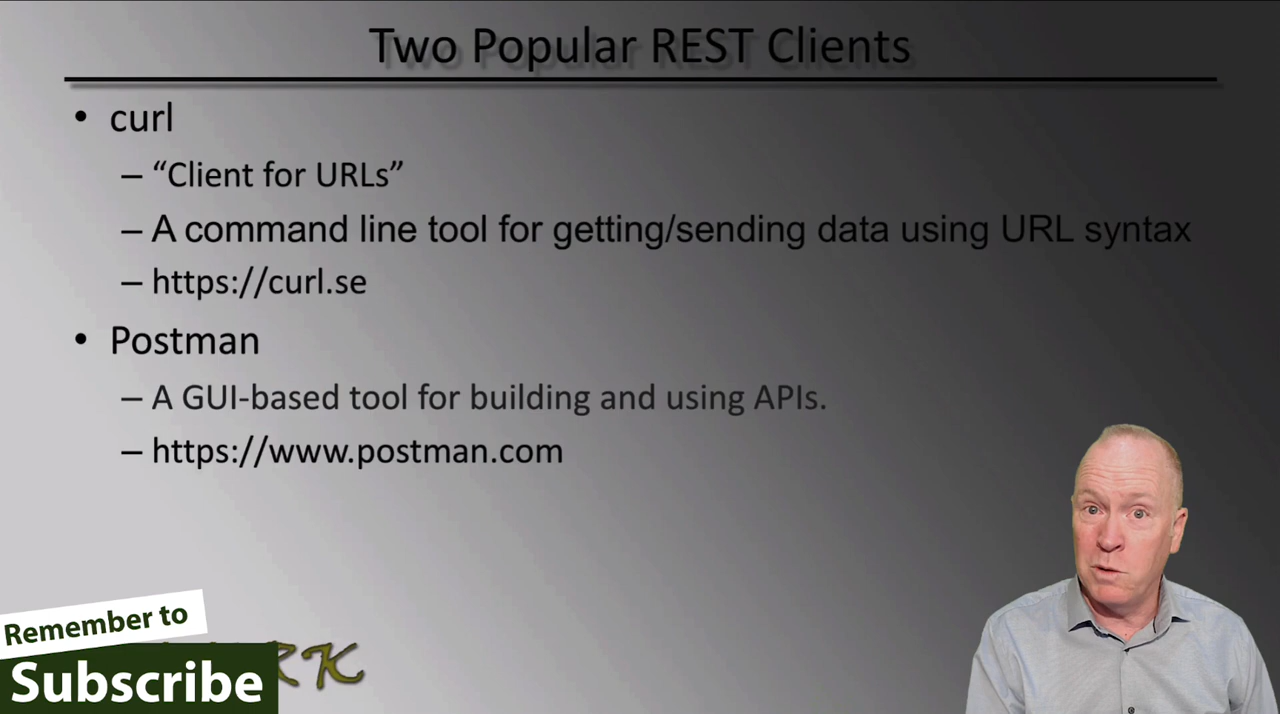 Two Popular REST Clients
• curl
– “Client for URLs”
– A command line tool for getting/sending data using URL syntax
– https://curl.se
• Postman
– A GUI-based tool for building and using APIs.
– https://www.postman.com
Remember to
Subscribe